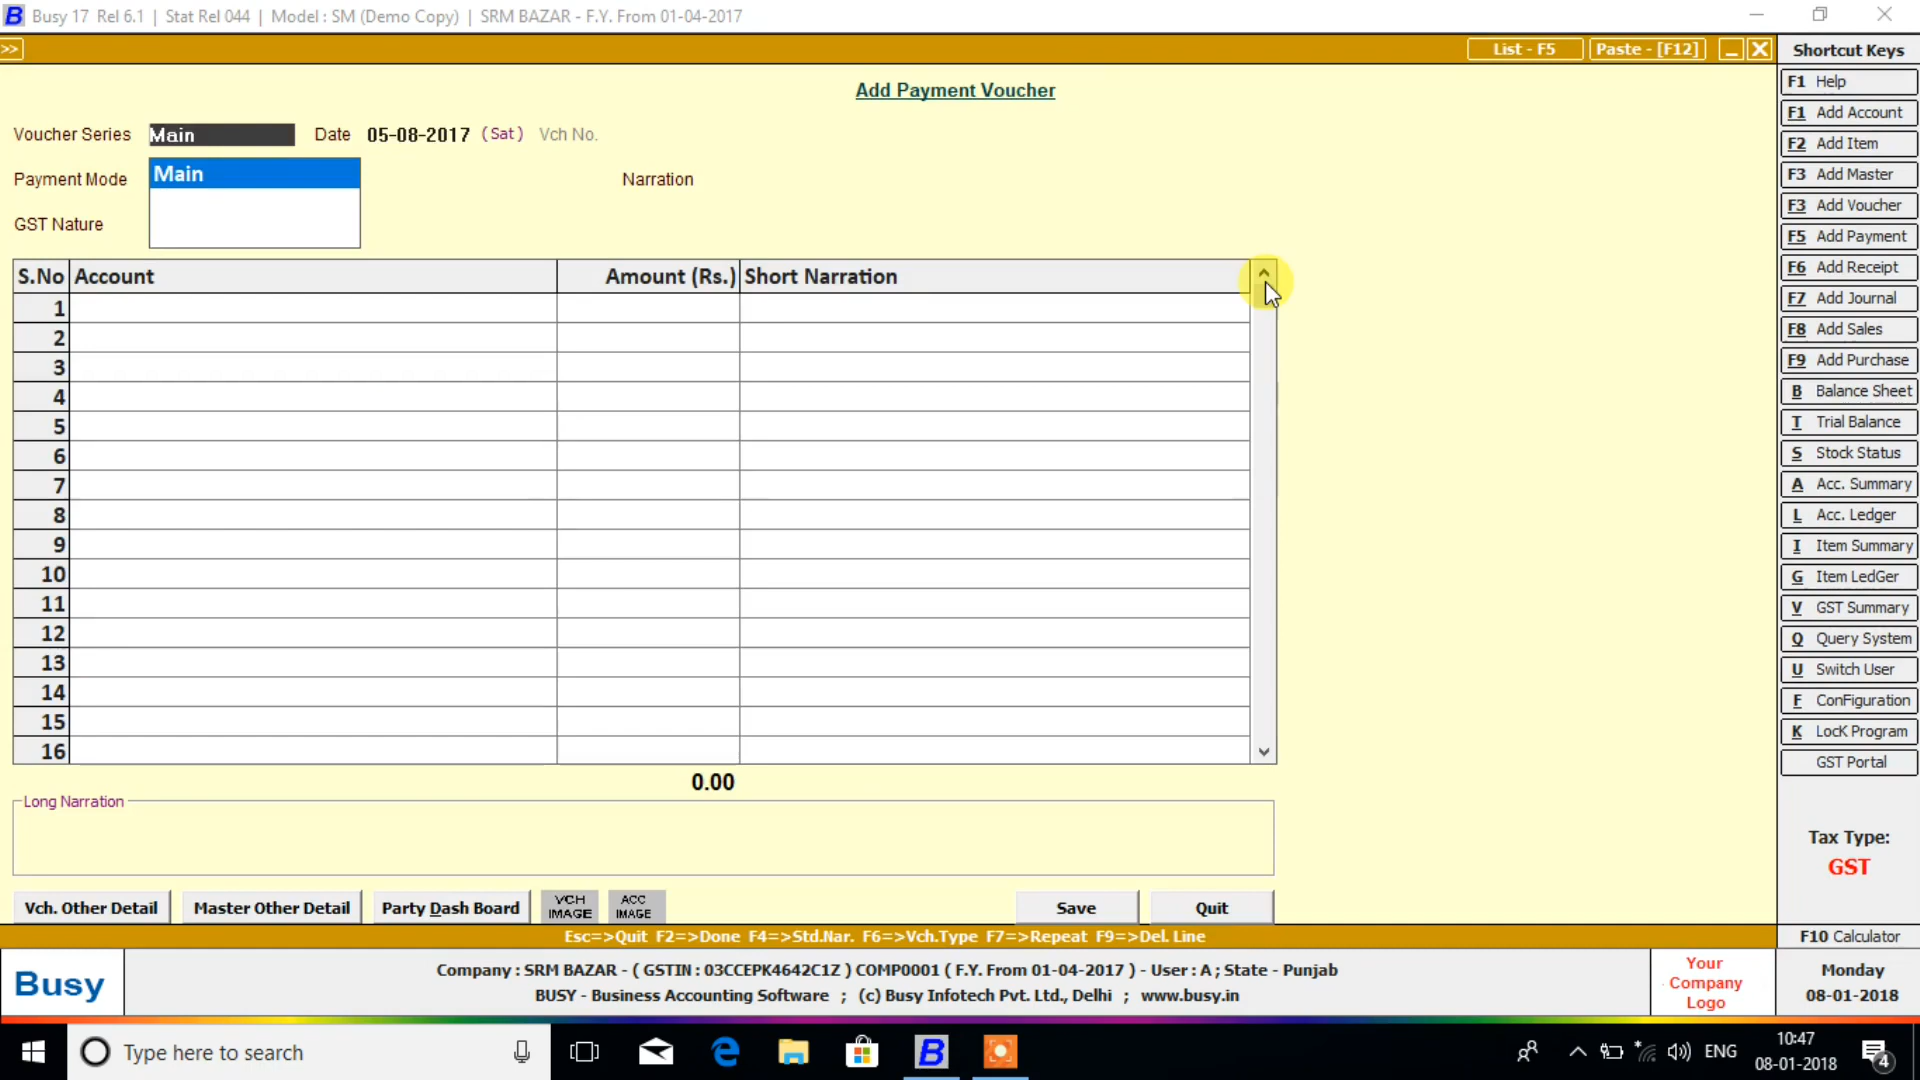 Busy 17 Rel 6.1 | Stat Rel 044 | Model : SM (Demo Copy) | SRM BAZAR - F.Y. From 01-04-2017
>> List - F5 Paste - [F12] Shortcut Keys
Add Payment Voucher
Voucher Series Main Date 05-08-2017 (Sat) Vch No.
Payment Mode Main Narration
GST Nature
S.No Account Amount (Rs.) Short Narration
1
2
3
4
5
6
7
8
9
10
11
12
13
14
15
16
0.00
Long Narration
Vch. Other Detail Master Other Detail Party Dash Board VCH IMAGE ACC IMAGE Save Quit
Esc=>Quit F2=>Done F4=>Std.Nar. F6=>Vch.Type F7=>Repeat F9=>Del. Line
F1 Help
F1 Add Account
F2 Add Item
F3 Add Master
F3 Add Voucher
F5 Add Payment
F6 Add Receipt
F7 Add Journal
F8 Add Sales
F9 Add Purchase
B Balance Sheet
T Trial Balance
S Stock Status
A Acc. Summary
L Acc. Ledger
I Item Summary
G Item LedGer
V GST Summary
Q Query System
U Switch User
F ConFiguration
K LocK Program
GST Portal
Tax Type:
GST
F10 Calculator
Busy
Company : SRM BAZAR - ( GSTIN : 03CCEPK4642C1Z ) COMP0001 ( F.Y. From 01-04-2017 ) - User : A ; State - Punjab
BUSY - Business Accounting Software ; (c) Busy Infotech Pvt. Ltd., Delhi ; www.busy.in
Your
Company
Logo
Monday
08-01-2018
Type here to search
ENG
10:47
08-01-2018
4